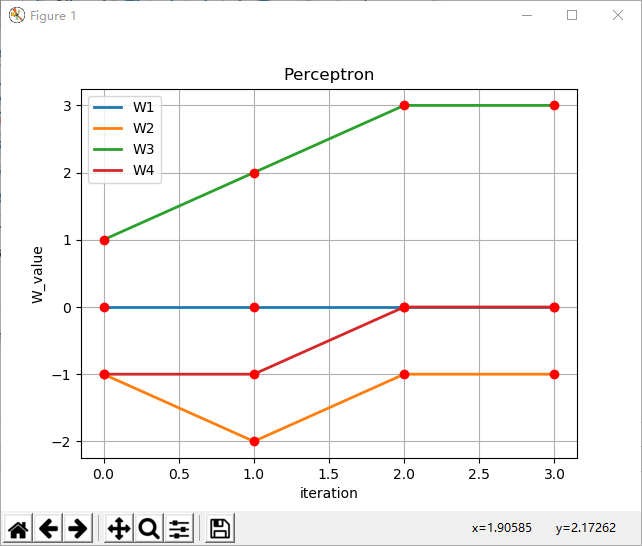 Figure 1
Perceptron
W1
W2
W3
W4
3
2
1
0
−1
−2
W_value
0.0 0.5 1.0 1.5 2.0 2.5 3.0
iteration
x=1.90585 y=2.17262